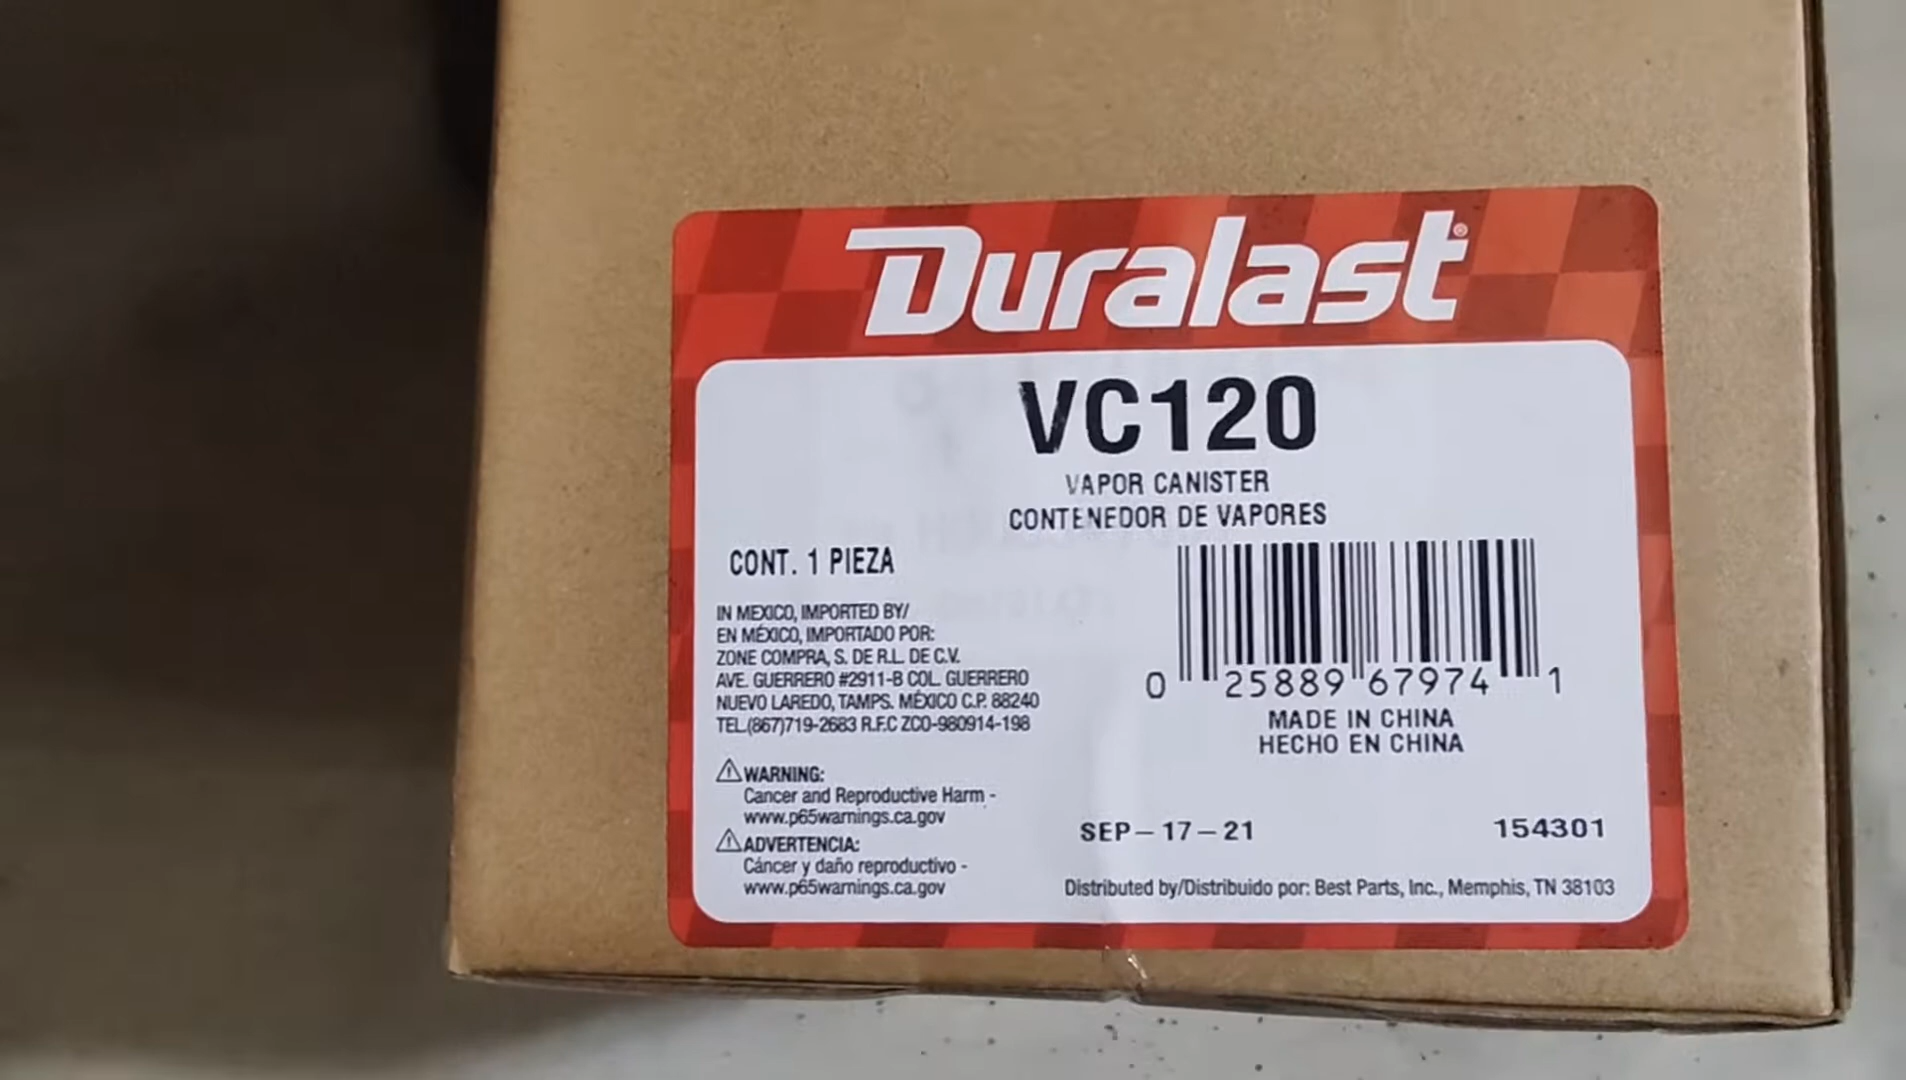 Duralast®
VC120
VAPOR CANISTER
CONTENEDOR DE VAPORES
CONT. 1 PIEZA
IN MEXICO, IMPORTED BY/
EN MÉXICO, IMPORTADO POR:
ZONE COMPRA, S. DE R.L. DE C.V.
AVE. GUERRERO #2911-B COL. GUERRERO
NUEVO LAREDO, TAMPS. MÉXICO C.P. 88240
TEL.(867)719-2683 R.F.C ZCO-980914-198
0 25889 67974 1
MADE IN CHINA
HECHO EN CHINA
WARNING:
Cancer and Reproductive Harm -
www.p65warnings.ca.gov
ADVERTENCIA:
Cáncer y daño reproductivo -
www.p65warnings.ca.gov
SEP-17-21
154301
Distributed by/Distribuido por: Best Parts, Inc., Memphis, TN 38103